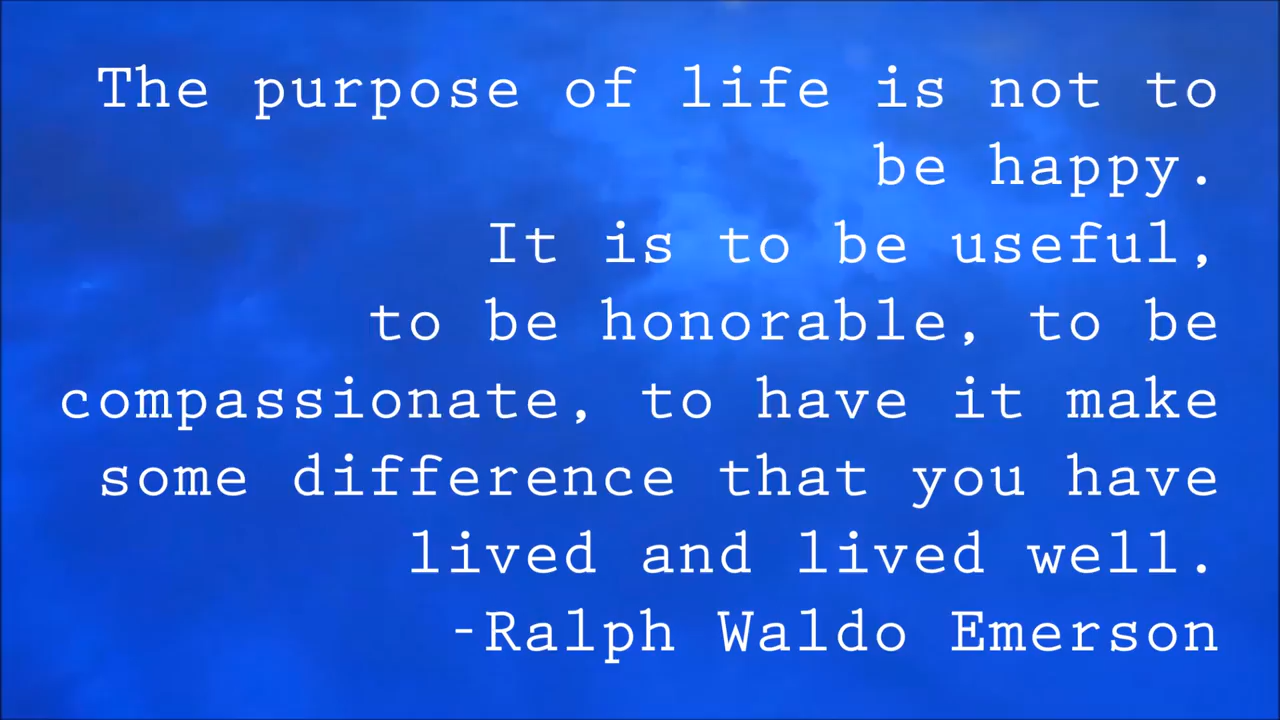 The purpose of life is not to
be happy.
It is to be useful,
to be honorable, to be
compassionate, to have it make
some difference that you have
lived and lived well.
-Ralph Waldo Emerson